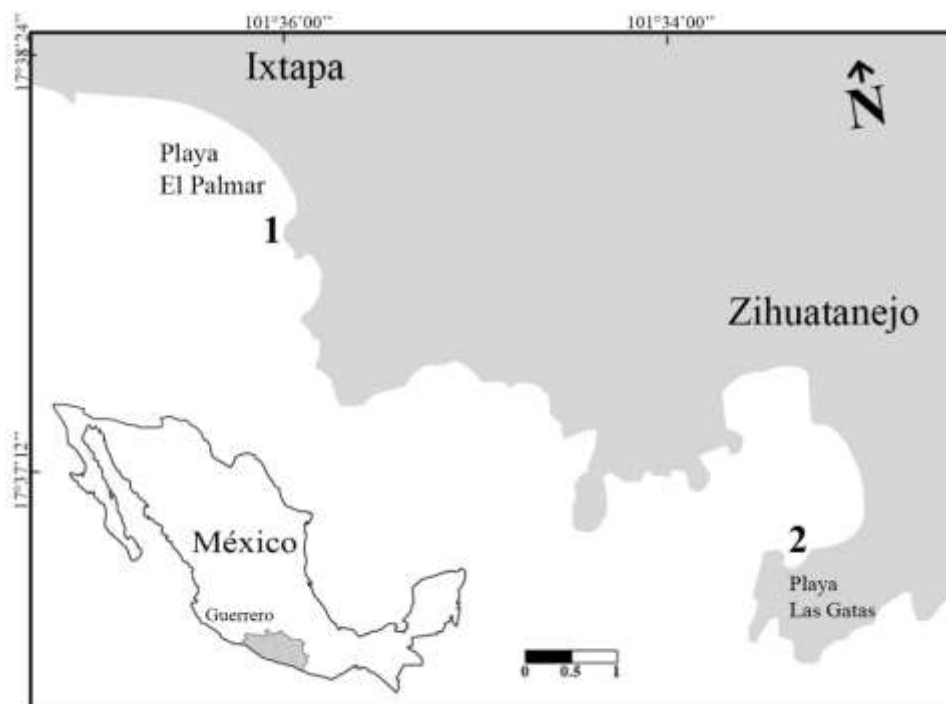 101°36'00’’
101°34'00’’
17°38'24’’
Ixtapa
N
Playa
El Palmar
1
Zihuatanejo
17°37'12’’
México
2
Guerrero
Playa
Las Gatas
0 0.5 1